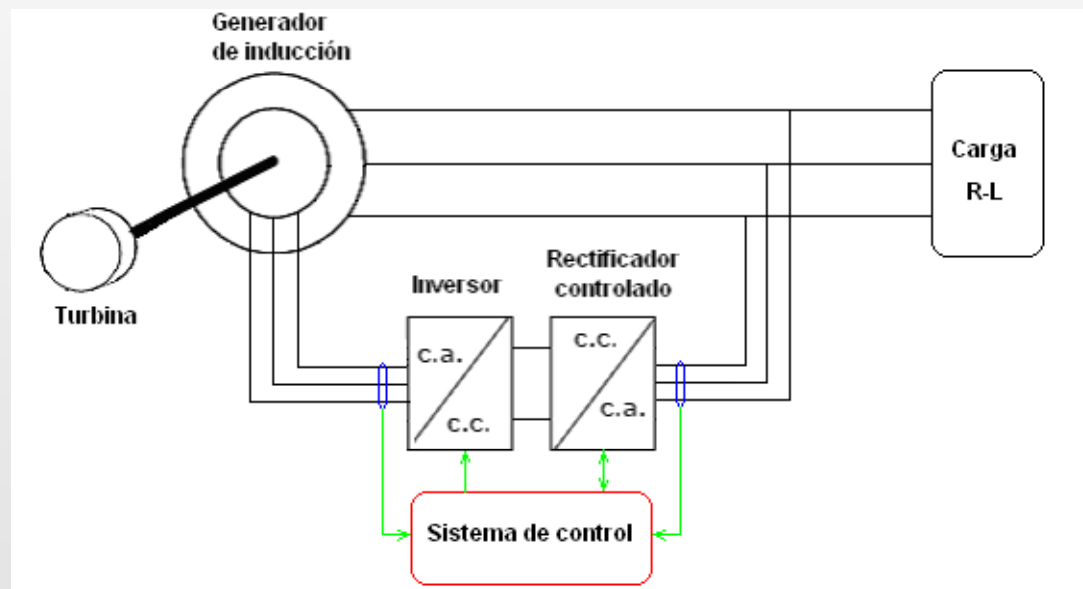 Generador
de inducción
Carga
R-L
Turbina
Inversor
Rectificador
controlado
c.a.
c.c.
c.c.
c.a.
Sistema de control